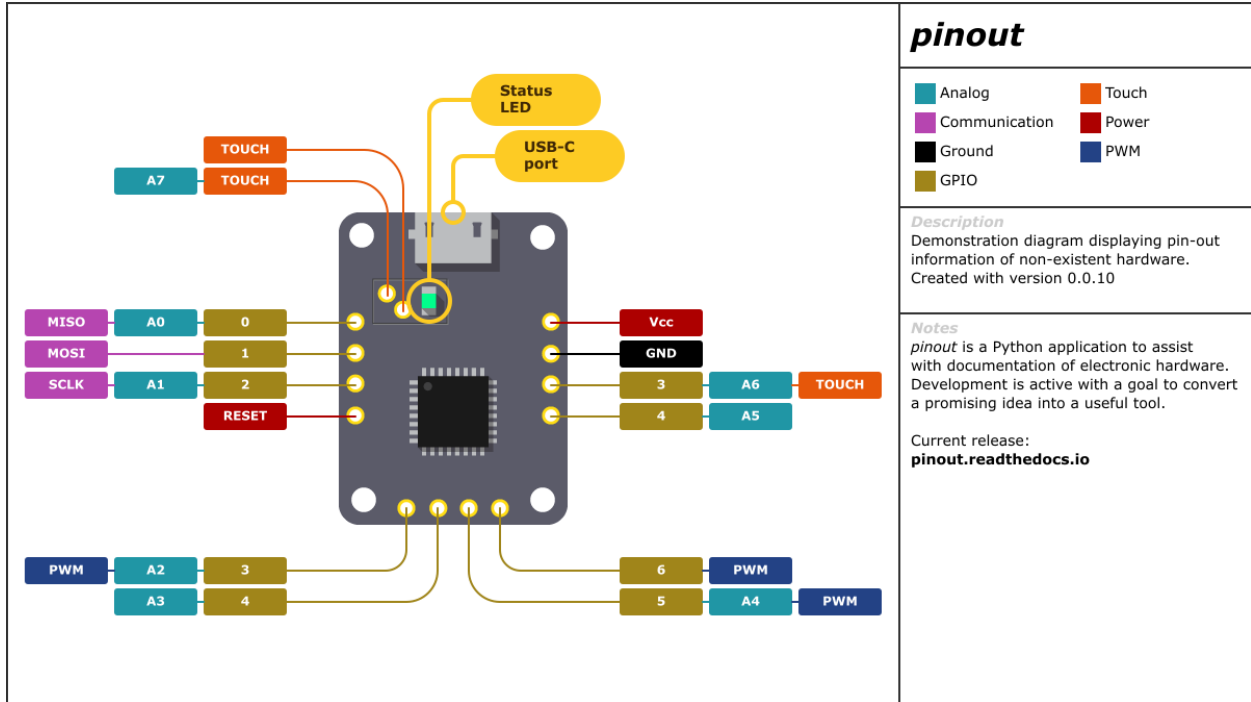 pinout
Analog
Touch
Communication
Power
Ground
PWM
GPIO
Description
Demonstration diagram displaying pin-out
information of non-existent hardware.
Created with version 0.0.10
Notes
pinout is a Python application to assist
with documentation of electronic hardware.
Development is active with a goal to convert
a promising idea into a useful tool.
Current release:
pinout.readthedocs.io
Status
LED
USB-C
port
TOUCH
A7 TOUCH
MISO A0 0
MOSI 1
SCLK A1 2
RESET
Vcc
GND
3 A6 TOUCH
4 A5
PWM A2 3
A3 4
6 PWM
5 A4 PWM